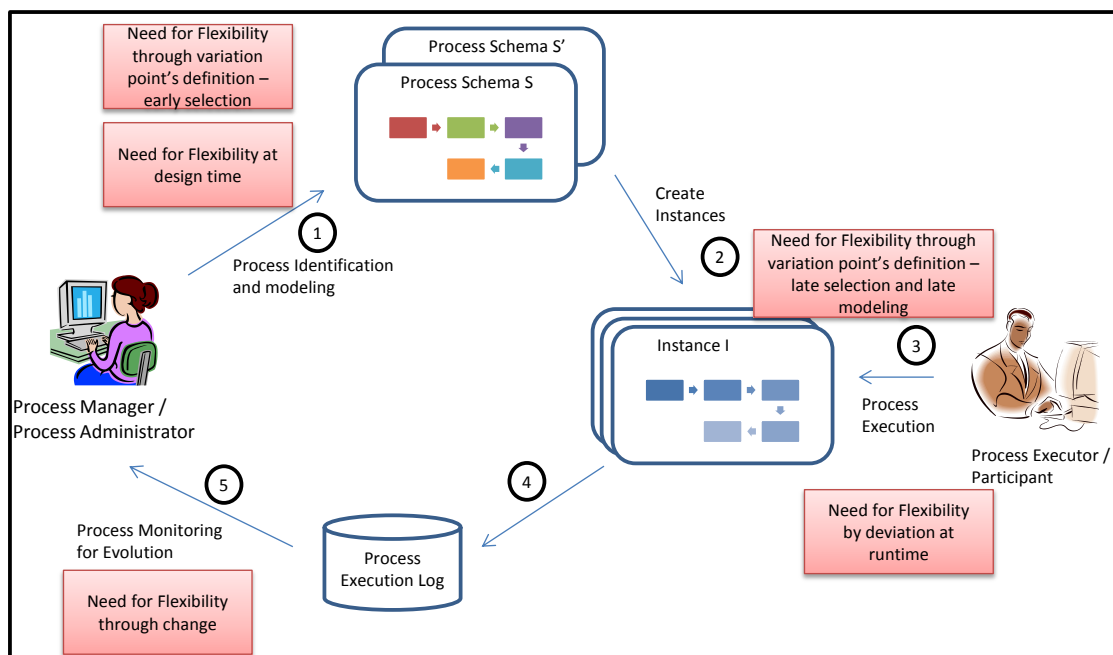 Need for Flexibility
through variation
point's definition –
early selection
Need for Flexibility at
design time
Process Schema S'
Process Schema S
1
Process Identification
and modeling
Create
Instances
2
Need for Flexibility through
variation point's definition –
late selection and late
modeling
Instance I
3
Process
Execution
Process Manager /
Process Administrator
Process Executor /
Participant
4
5
Process Monitoring
for Evolution
Process
Execution Log
Need for Flexibility
by deviation at
runtime
Need for Flexibility
through change